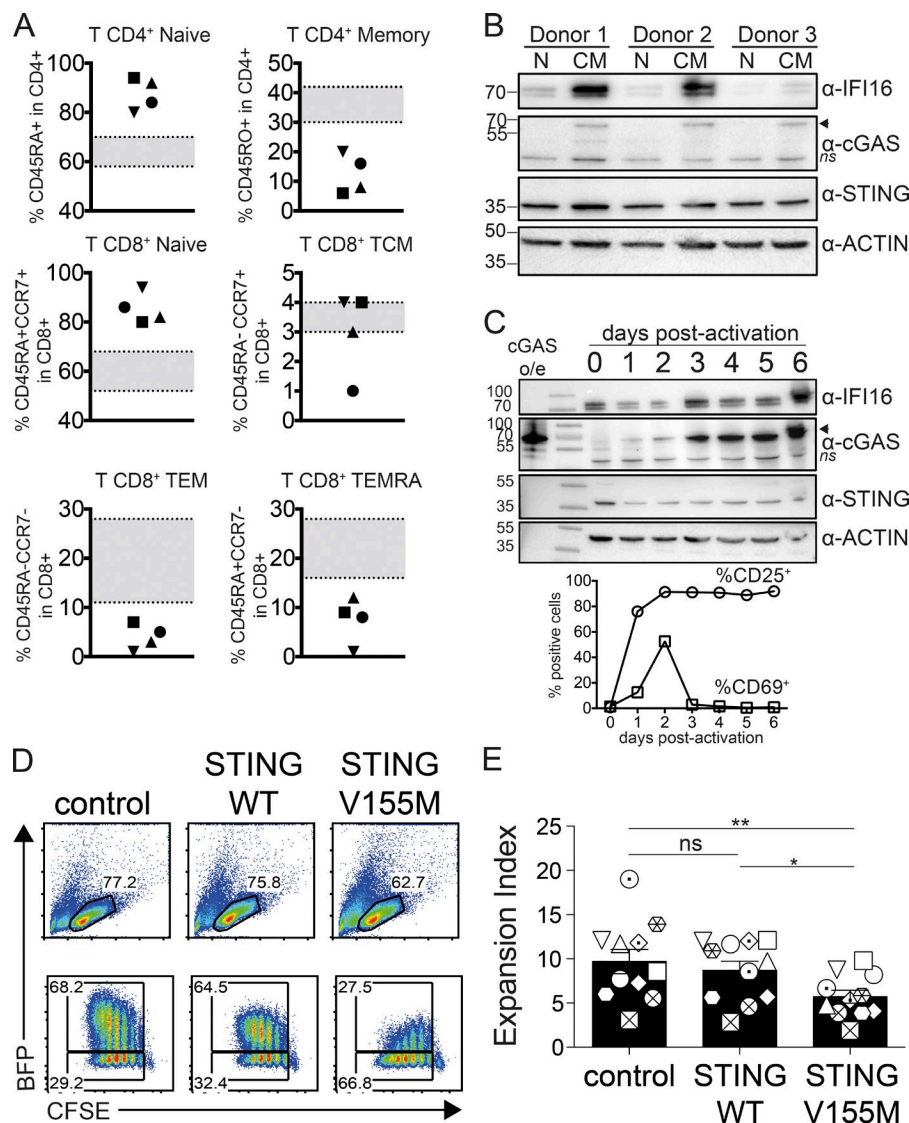 A
T CD4+ Naive
T CD4+ Memory
% CD45RA+ in CD4+
100
80
60
40
% CD45RO+ in CD4+
50
40
30
20
10
0
T CD8+ Naive
T CD8+ TCM
% CD45RA+CCR7+
in CD8+
100
80
60
40
% CD45RA- CCR7+
in CD8+
5
4
3
2
1
0
T CD8+ TEM
T CD8+ TEMRA
% CD45RA-CCR7-
in CD8+
30
20
10
0
% CD45RA+CCR7-
in CD8+
30
20
10
0
B
Donor 1 Donor 2 Donor 3
N CM N CM N CM
70
α-IFI16
70
55
α-cGAS
ns
35
α-STING
50
35
α-ACTIN
C
days post-activation
cGAS
o/e
0 1 2 3 4 5 6
100
70
α-IFI16
100
70
55
α-cGAS
ns
55
35
α-STING
55
35
α-ACTIN
% positive cells
100
80
60
40
20
0
%CD25+
%CD69+
0 1 2 3 4 5 6
days post-activation
D
control
STING
WT
STING
V155M
77.2
75.8
62.7
68.2
29.2
64.5
32.4
27.5
66.8
BFP
CFSE
E
Expansion Index
25
20
15
10
5
0
**
ns
*
control
STING
WT
STING
V155M